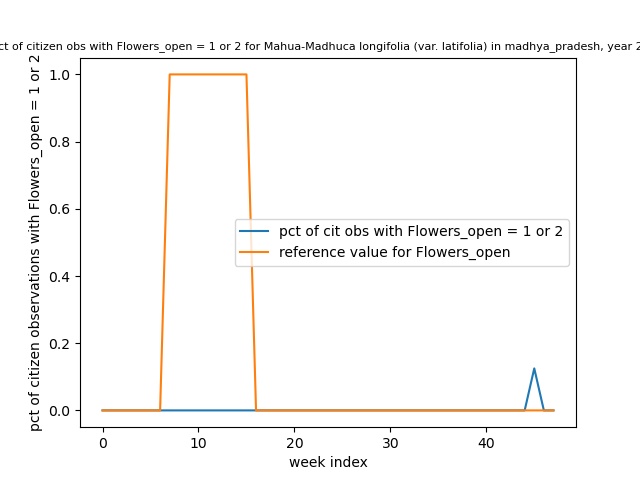 ct of citizen obs with Flowers_open = 1 or 2 for Mahua-Madhuca longifolia (var. latifolia) in madhya_pradesh, year 2
pct of citizen observations with Flowers_open = 1 or 2
1.0
0.8
0.6
0.4
0.2
0.0
pct of cit obs with Flowers_open = 1 or 2
reference value for Flowers_open
0 10 20 30 40
week index